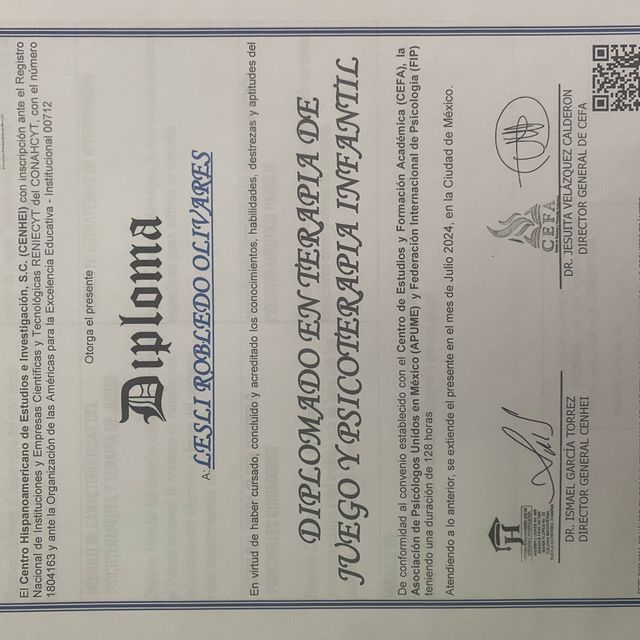 El Centro Hispanoamericano de Estudios e Investigación, S.C. (CENHEI) con inscripción ante el Registro
Nacional de Instituciones y Empresas Científicas y Tecnológicas RENIECYT del CONAHCYT, con el número
1804163 y ante la Organización de las Américas para la Excelencia Educativa - Institucional 00712
Otorga el presente
Diploma
A: LESLI ROBLEDO OLIVARES
En virtud de haber cursado, concluido y acreditado los conocimientos, habilidades, destrezas y aptitudes del
DIPLOMADO EN TERAPIA DE
JUEGO Y PSICOTERAPIA INFANTIL
De conformidad al convenio establecido con el Centro de Estudios y Formación Académica (CEFA), la
Asociación de Psicólogos Unidos en México (APUME) y Federación Internacional de Psicología (FIP)
teniendo una duración de 128 horas
Atendiendo a lo anterior, se extiende el presente en el mes de Julio 2024, en la Ciudad de México.
DR. ISMAEL GARCÍA TORREZ
DIRECTOR GENERAL CENHEI
CEFA
DR. JESUITA VELÁZQUEZ CALDERON
DIRECTOR GENERAL DE CEFA